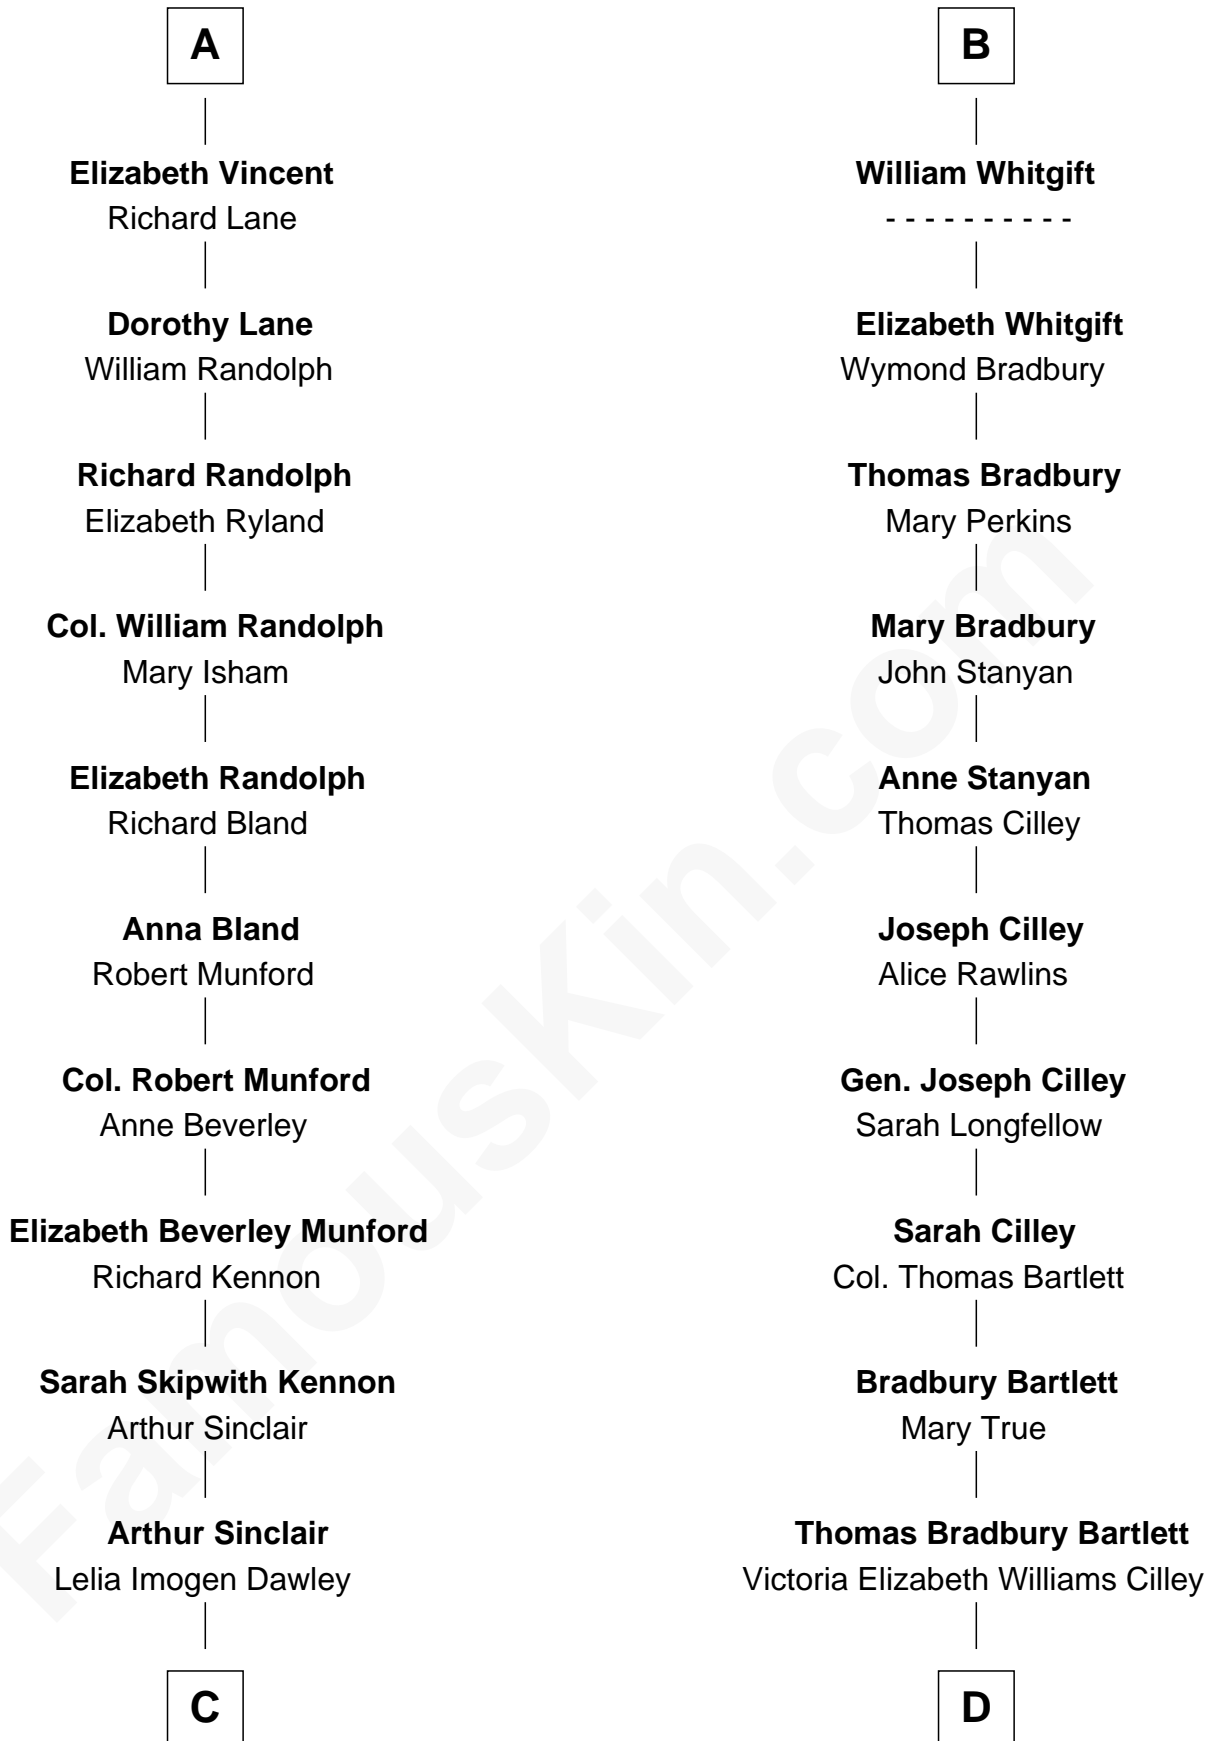 A
Elizabeth Vincent
Richard Lane
Dorothy Lane
William Randolph
Richard Randolph
Elizabeth Ryland
Col. William Randolph
Mary Isham
Elizabeth Randolph
Richard Bland
Anna Bland
Robert Munford
Col. Robert Munford
Anne Beverley
Elizabeth Beverley Munford
Richard Kennon
Sarah Skipwith Kennon
Arthur Sinclair
Arthur Sinclair
Lelia Imogen Dawley
C
B
William Whitgift
- - - - - - - - - -
Elizabeth Whitgift
Wymond Bradbury
Thomas Bradbury
Mary Perkins
Mary Bradbury
John Stanyan
Anne Stanyan
Thomas Cilley
Joseph Cilley
Alice Rawlins
Gen. Joseph Cilley
Sarah Longfellow
Sarah Cilley
Col. Thomas Bartlett
Bradbury Bartlett
Mary True
Thomas Bradbury Bartlett
Victoria Elizabeth Williams Cilley
D
FamousKin.com